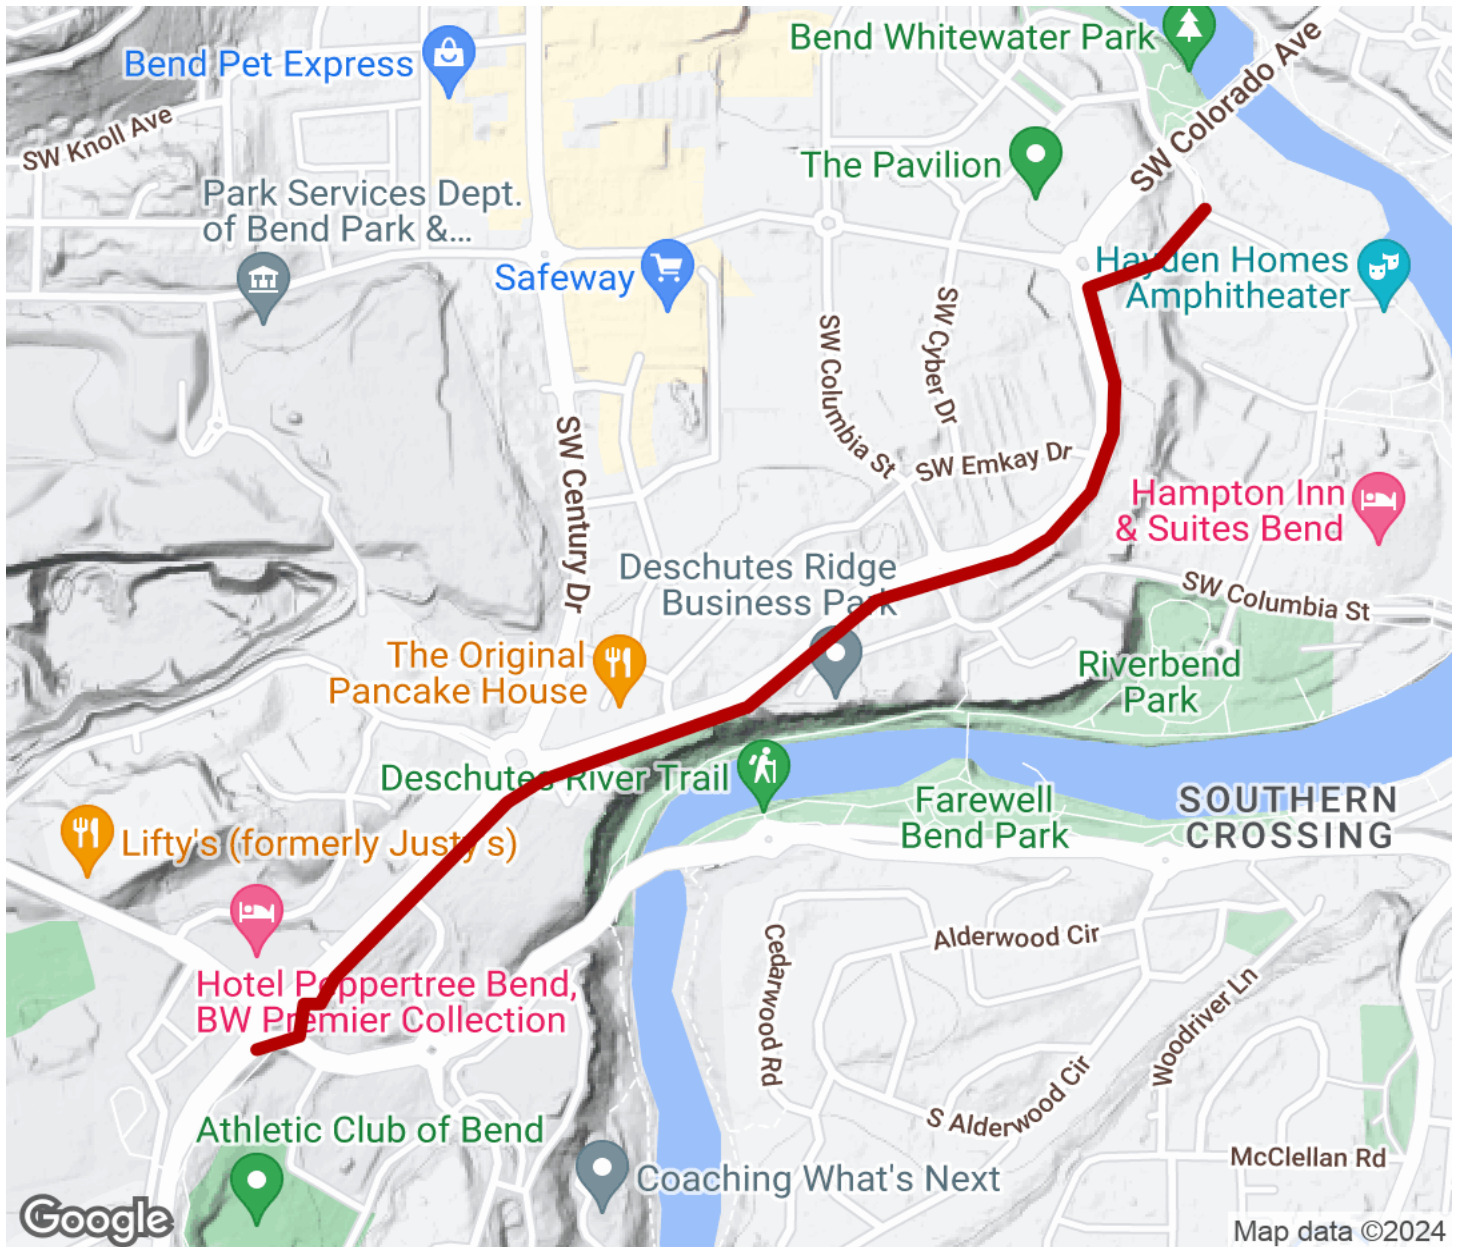 Bend Whitewater Park
Bend Pet Express
SW Colorado Ave
SW Knoll Ave
The Pavilion
Park Services Dept.
of Bend Park &...
Safeway
Hayden Homes
Amphitheater
SW Columbia St
SW Cyber Dr
SW Century Dr
SW Emkay Dr
Hampton Inn
& Suites Bend
Deschutes Ridge
Business Park
SW Columbia St
The Original
Pancake House
Riverbend
Park
Deschutes River Trail
Farewell
Bend Park
SOUTHERN
CROSSING
Lifty's (formerly Justy's)
Hotel Peppertree Bend,
BW Premier Collection
Cedarwood Rd
Alderwood Cir
Woodriver Ln
S Alderwood Cir
Athletic Club of Bend
Coaching What's Next
McClellan Rd
Google
Map data ©2024